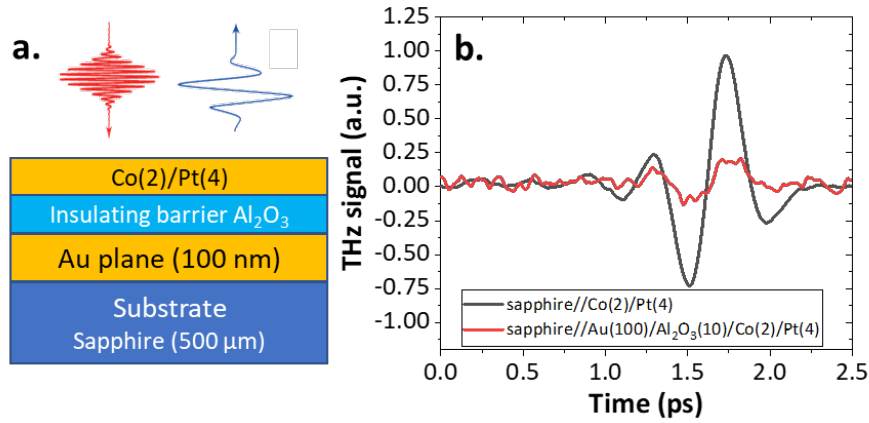 a.
Co(2)/Pt(4)
Insulating barrier Al₂O₃
Au plane (100 nm)
Substrate
Sapphire (500 µm)
b.
THz signal (a.u.)
1.25
1.00
0.75
0.50
0.25
0.00
-0.25
-0.50
-0.75
-1.00
sapphire//Co(2)/Pt(4)
sapphire//Au(100)/Al₂O₃(10)/Co(2)/Pt(4)
0.0 0.5 1.0 1.5 2.0 2.5
Time (ps)